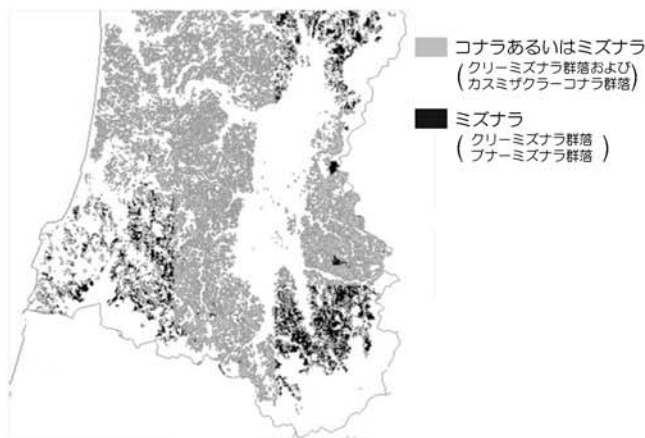 コナラあるいはミズナラ
(クリーミズナラ群落および
カスミザクラーコナラ群落)
ミズナラ
(クリーミズナラ群落
ブナーミズナラ群落)